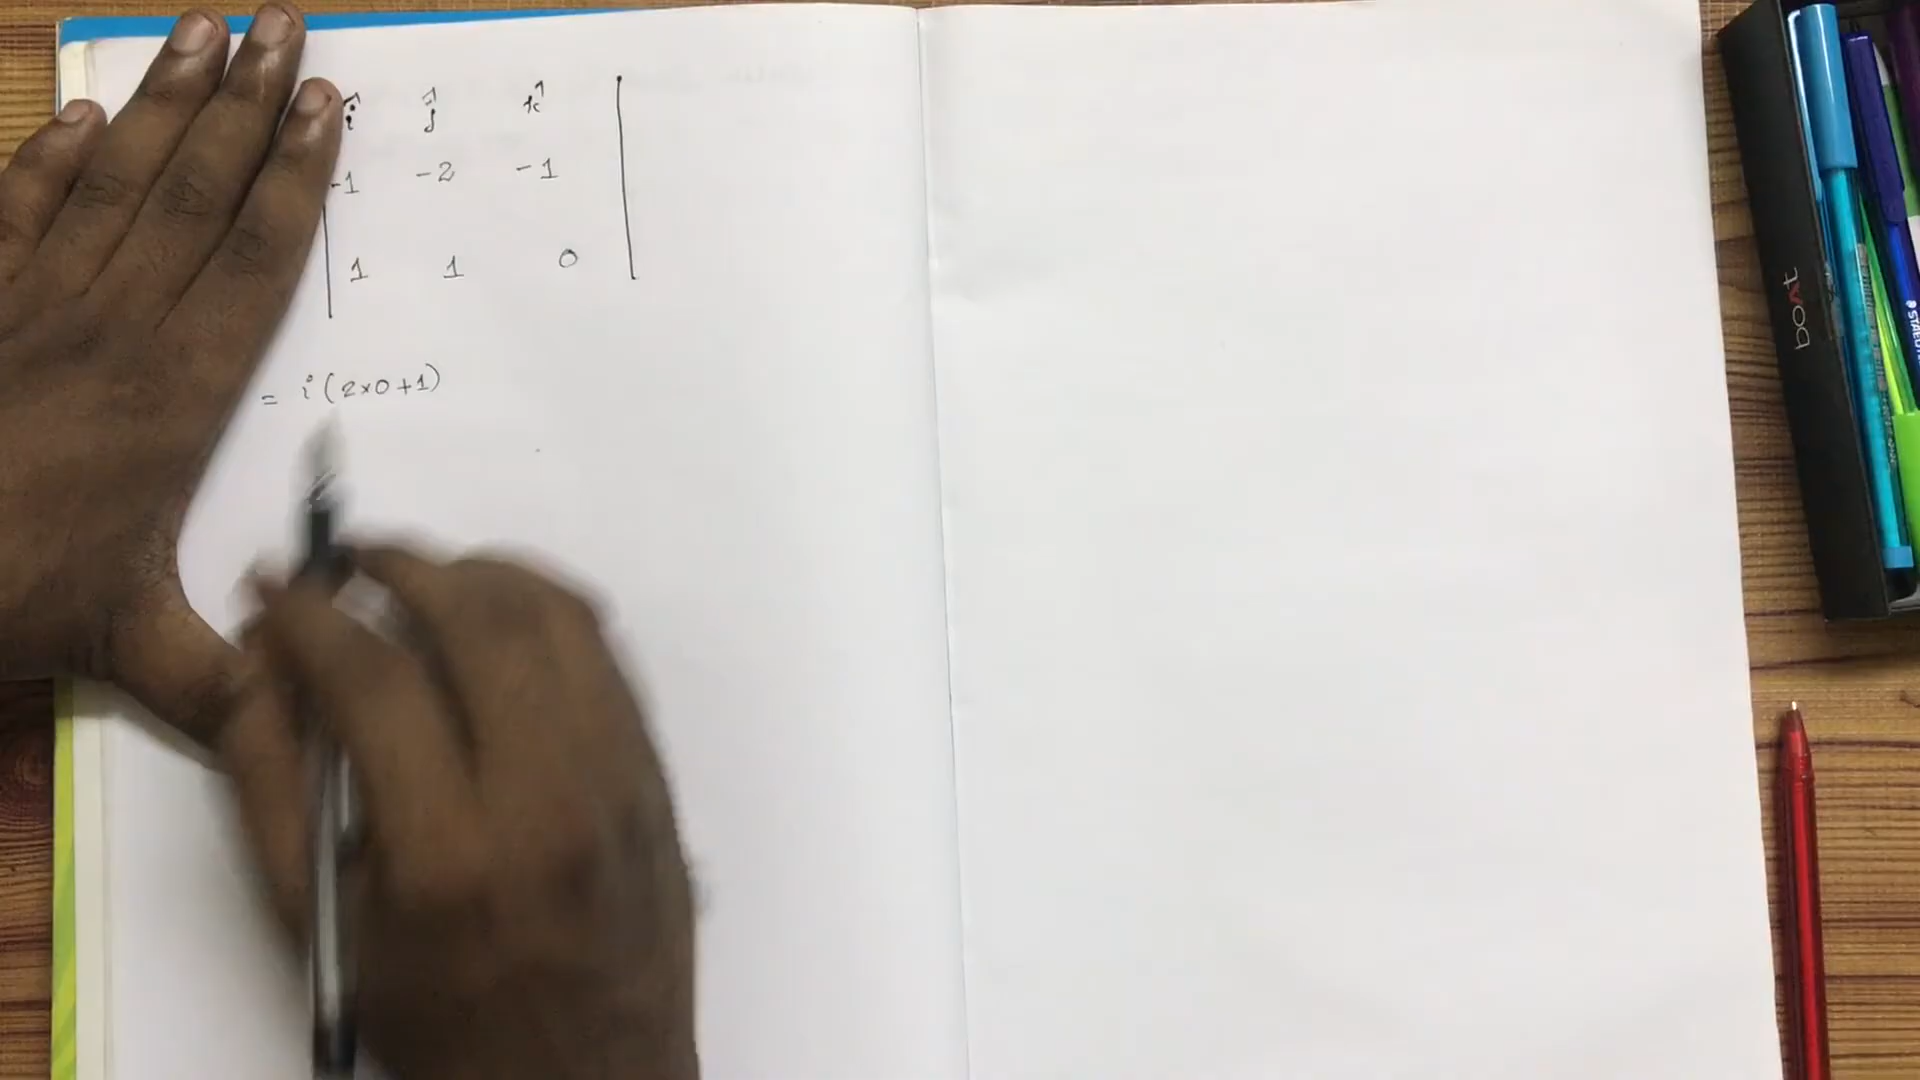 î ĵ k̂
-1 -2 -1
1 1 0
= i(2×0+1)
boAt